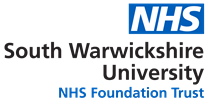 NHS
South Warwickshire
University
NHS Foundation Trust